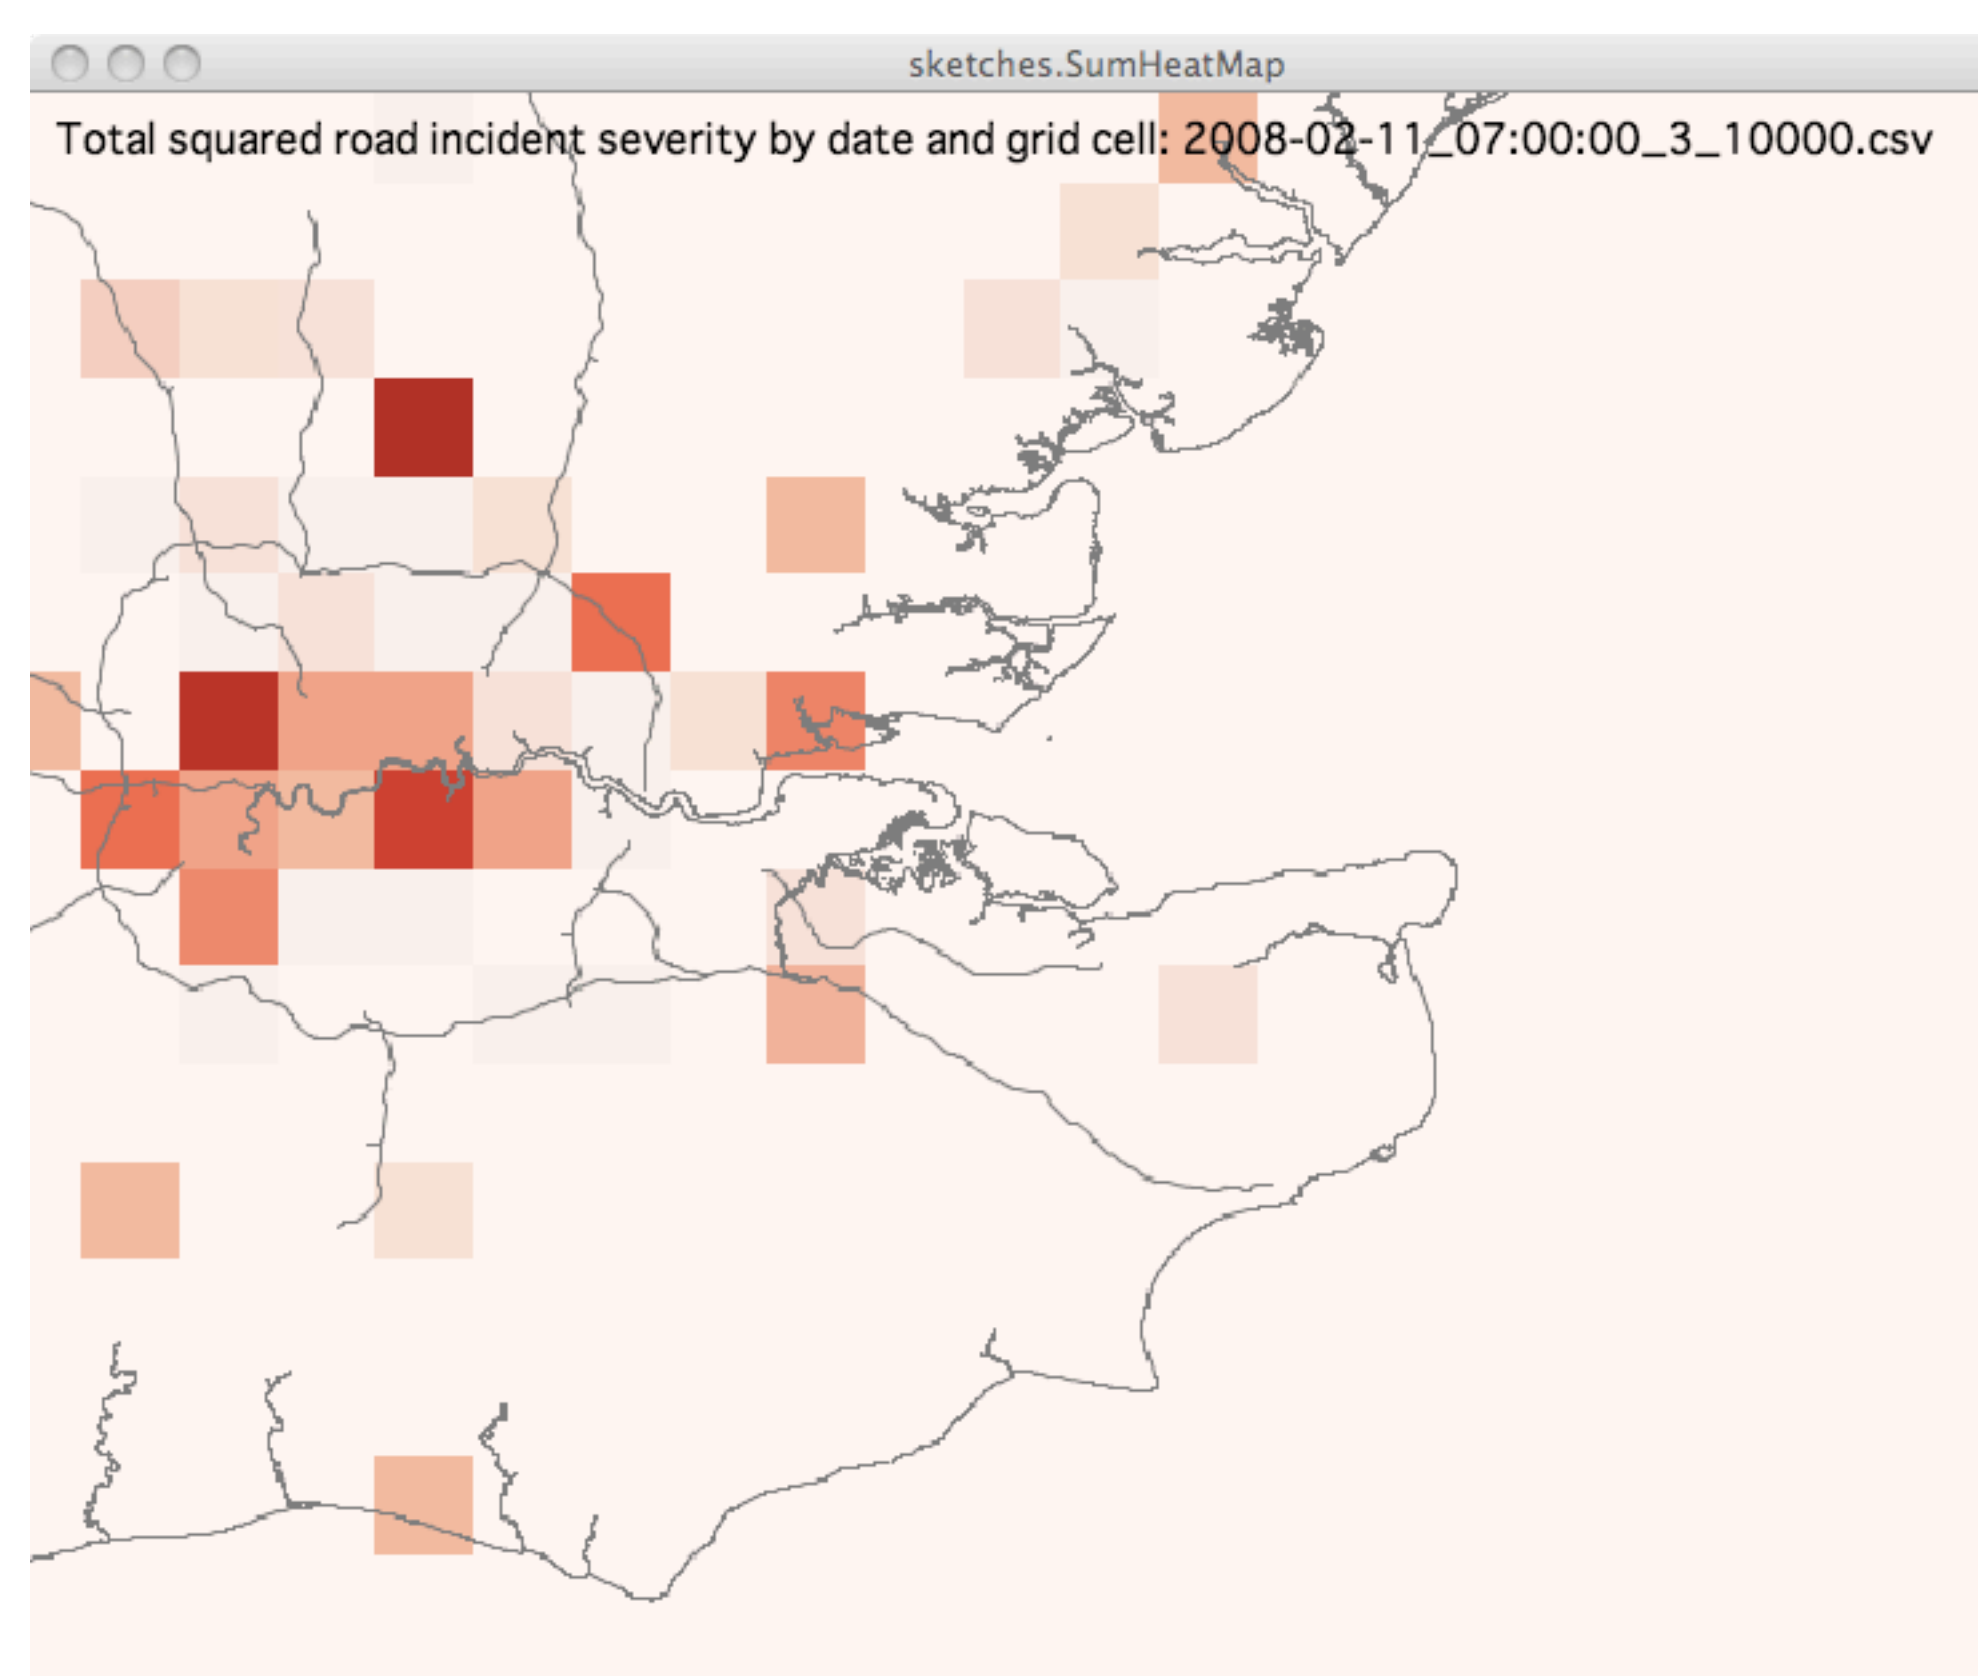 sketches.SumHeatMap
Total squared road incident severity by date and grid cell: 2008-02-11_07:00:00_3_10000.csv